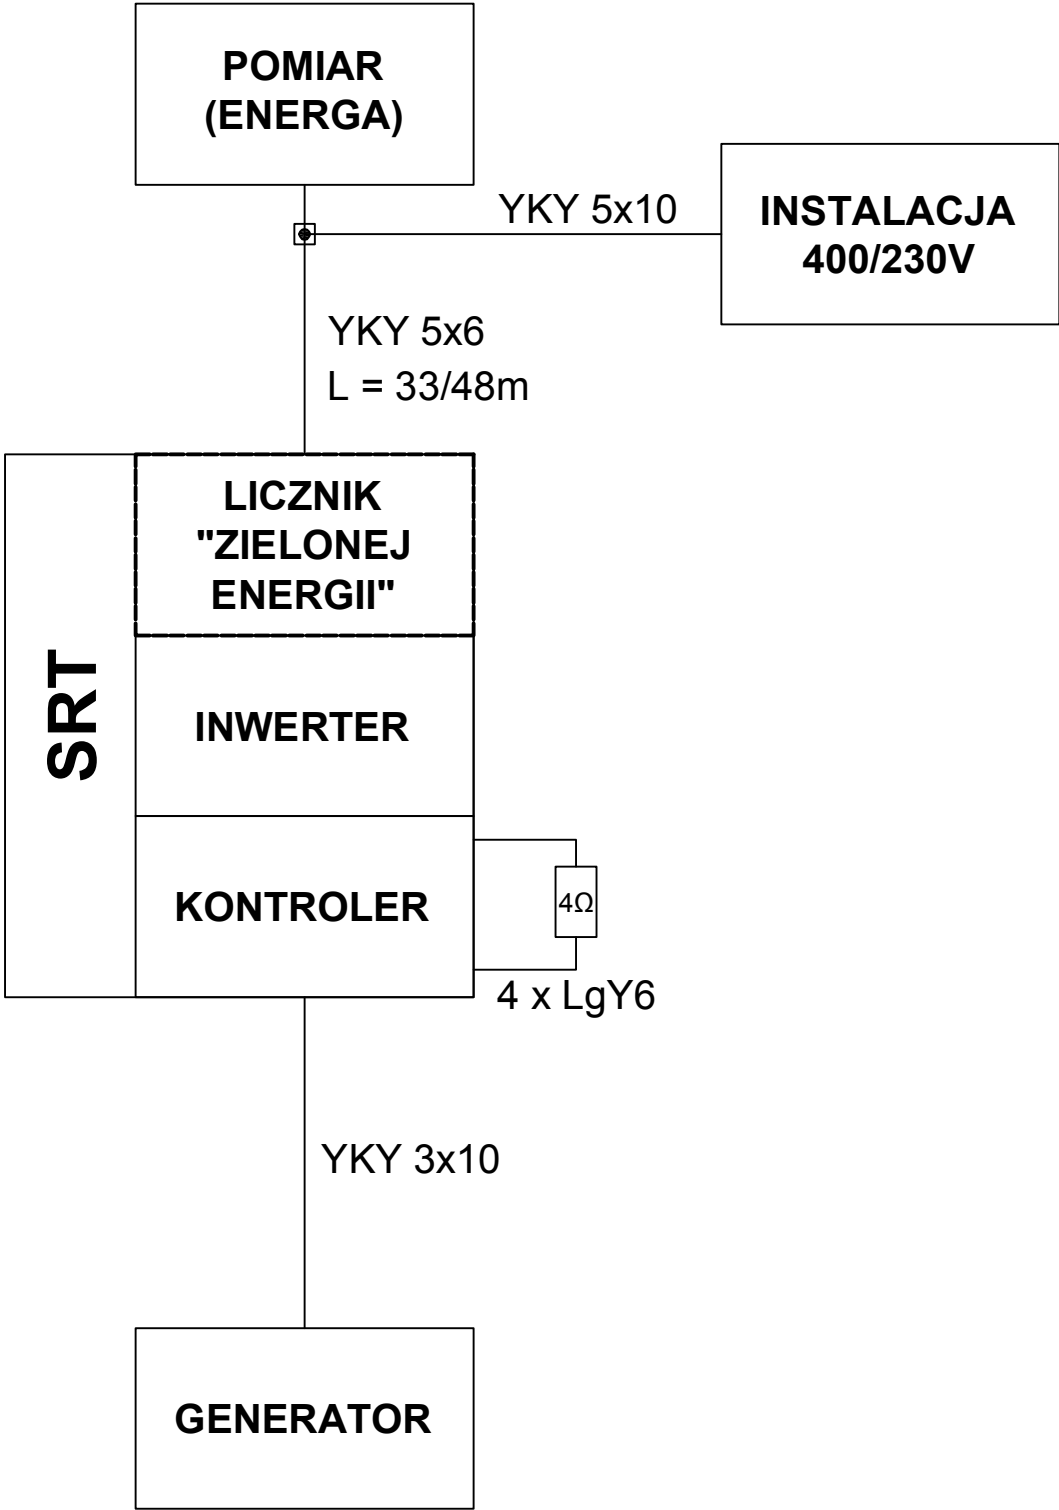 POMIAR
(ENERGA)
YKY 5x10
INSTALACJA
400/230V
YKY 5x6
L = 33/48m
LICZNIK
"ZIELONEJ
ENERGII"
SRT
INWERTER
KONTROLER
4Ω
4 x LgY6
YKY 3x10
GENERATOR